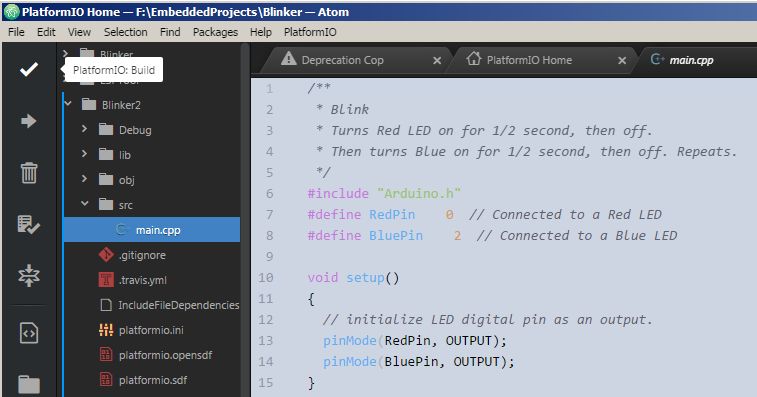 PlatformIO Home — F:\EmbeddedProjects\Blinker — Atom
File Edit View Selection Find Packages Help PlatformIO
Blinker
PlatformIO: Build
Blinker2
Debug
lib
obj
src
main.cpp
.gitignore
.travis.yml
IncludeFileDependencies
platformio.ini
platformio.opensdf
platformio.sdf
Deprecation Cop PlatformIO Home main.cpp
1 /**
2 * Blink
3 * Turns Red LED on for 1/2 second, then off.
4 * Then turns Blue on for 1/2 second, then off. Repeats.
5 */
6 #include "Arduino.h"
7 #define RedPin 0 // Connected to a Red LED
8 #define BluePin 2 // Connected to a Blue LED
9
10 void setup()
11 {
12 // initialize LED digital pin as an output.
13 pinMode(RedPin, OUTPUT);
14 pinMode(BluePin, OUTPUT);
15 }